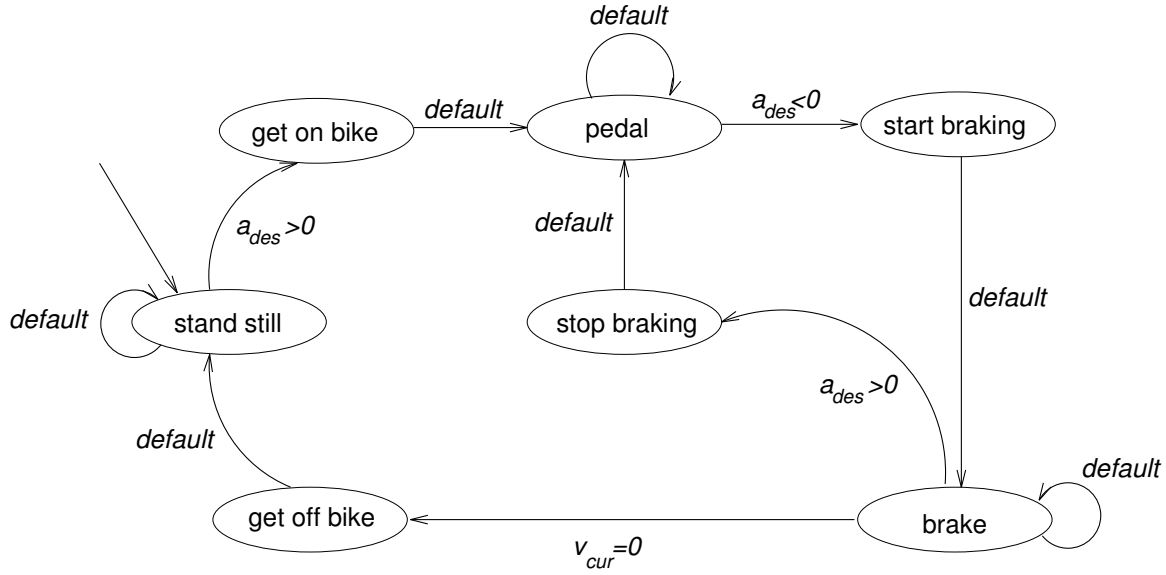 default
default
a_des<0
get on bike
pedal
start braking
a_des>0
default
default
stand still
stop braking
default
default
a_des>0
default
default
get off bike
brake
v_cur=0